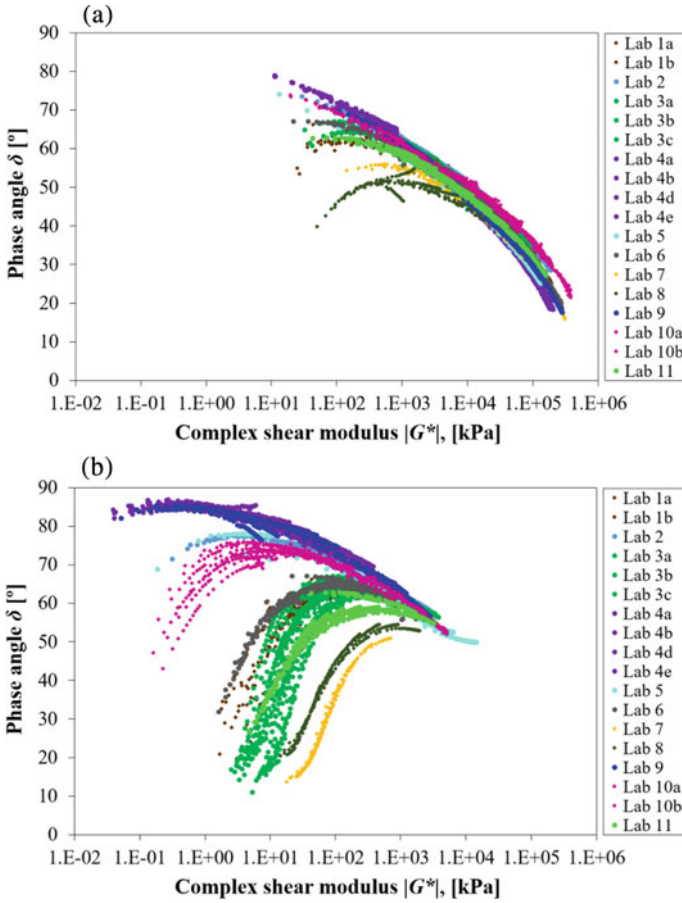 (a)
90
80
70
60
50
40
30
20
10
0
Phase angle δ [°]
1.E-02 1.E-01 1.E+00 1.E+01 1.E+02 1.E+03 1.E+04 1.E+05 1.E+06
Complex shear modulus |G*|, [kPa]
Lab 1a
Lab 1b
Lab 2
Lab 3a
Lab 3b
Lab 3c
Lab 4a
Lab 4b
Lab 4d
Lab 4e
Lab 5
Lab 6
Lab 7
Lab 8
Lab 9
Lab 10a
Lab 10b
Lab 11
(b)
90
80
70
60
50
40
30
20
10
0
Phase angle δ [°]
1.E-02 1.E-01 1.E+00 1.E+01 1.E+02 1.E+03 1.E+04 1.E+05 1.E+06
Complex shear modulus |G*|, [kPa]
Lab 1a
Lab 1b
Lab 2
Lab 3a
Lab 3b
Lab 3c
Lab 4a
Lab 4b
Lab 4d
Lab 4e
Lab 5
Lab 6
Lab 7
Lab 8
Lab 9
Lab 10a
Lab 10b
Lab 11